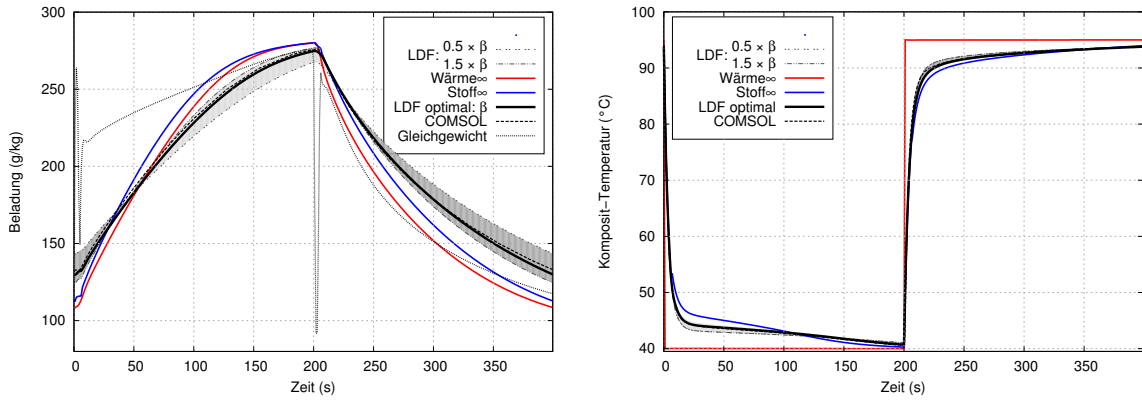 Beladung (g/kg)
300
250
200
150
100
0
50
100
150
200
250
300
350
Zeit (s)
0.5 × β
LDF:
1.5 × β
Wärme∞
Stoff∞
LDF optimal: β
COMSOL
Gleichgewicht
Komposit−Temperatur (°C)
100
90
80
70
60
50
40
0
50
100
150
200
250
300
350
Zeit (s)
0.5 × β
LDF:
1.5 × β
Wärme∞
Stoff∞
LDF optimal
COMSOL